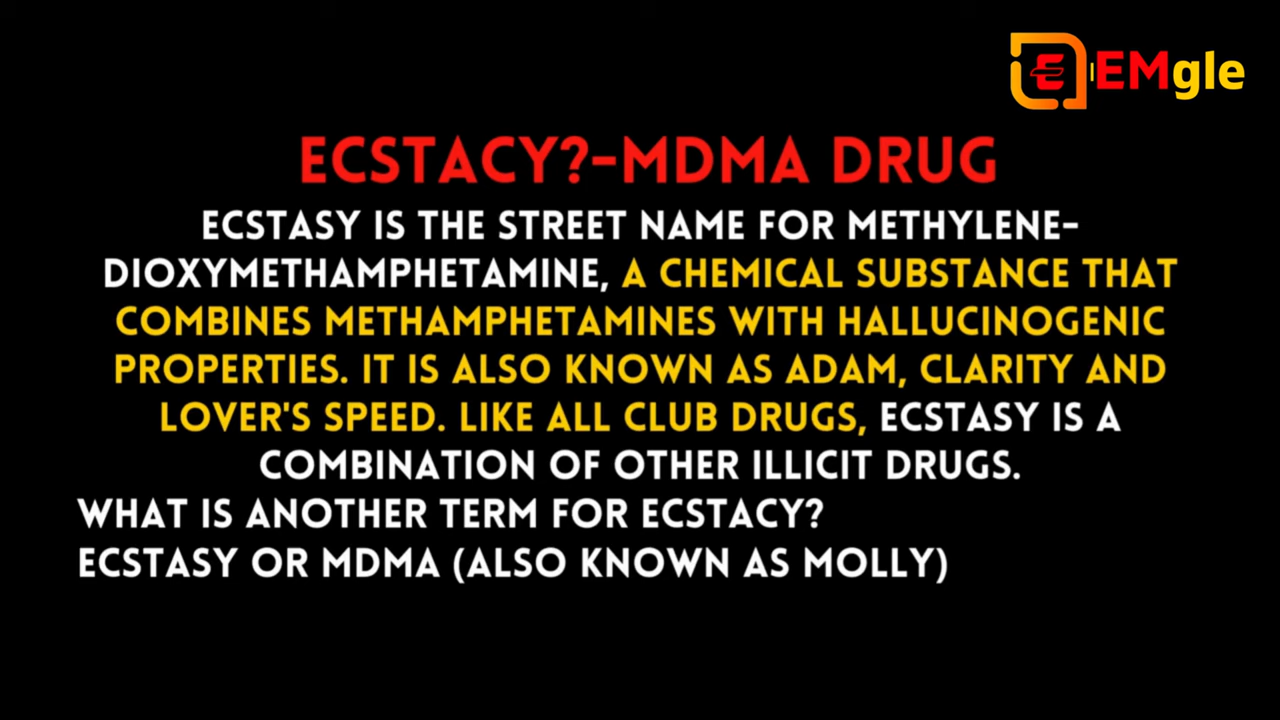 EMgle
ECSTACY?-MDMA DRUG
ECSTASY IS THE STREET NAME FOR METHYLENE-
DIOXYMETHAMPHETAMINE, A CHEMICAL SUBSTANCE THAT
COMBINES METHAMPHETAMINES WITH HALLUCINOGENIC
PROPERTIES. IT IS ALSO KNOWN AS ADAM, CLARITY AND
LOVER'S SPEED. LIKE ALL CLUB DRUGS, ECSTASY IS A
COMBINATION OF OTHER ILLICIT DRUGS.
WHAT IS ANOTHER TERM FOR ECSTACY?
ECSTASY OR MDMA (ALSO KNOWN AS MOLLY)